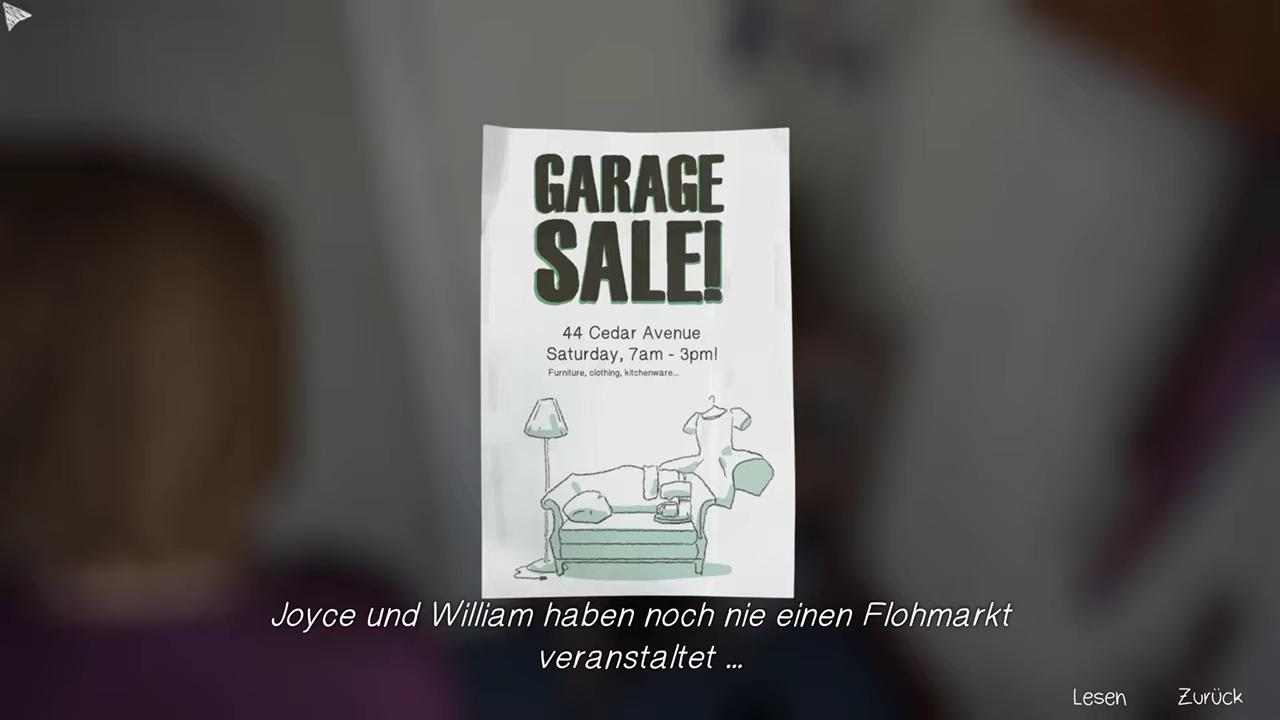 GARAGE
SALE!
44 Cedar Avenue
Saturday, 7am - 3pm!
Furniture, clothing, kitchenware...
Joyce und William haben noch nie einen Flohmarkt
veranstaltet ...
Lesen Zurück